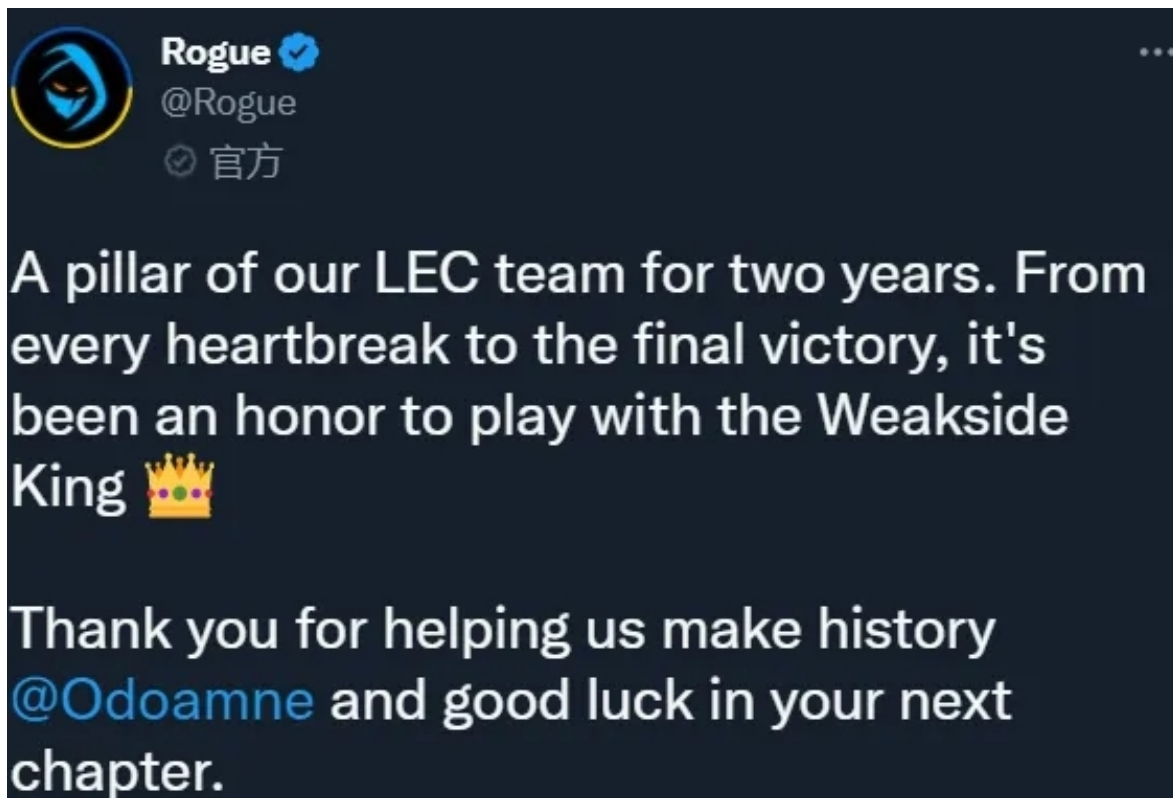 Rogue
@Rogue
官方
A pillar of our LEC team for two years. From
every heartbreak to the final victory, it's
been an honor to play with the Weakside
King 👑
Thank you for helping us make history
@Odoamne and good luck in your next
chapter.